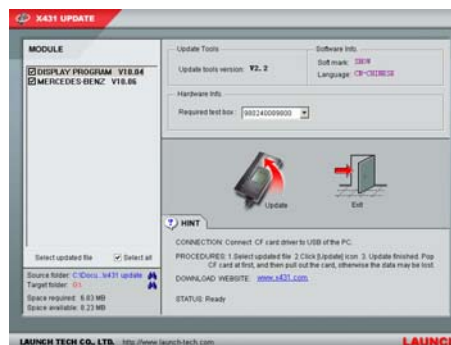 X431 UPDATE
MODULE
DISPLAY PROGRAM V10.04
MERCEDES-BENZ V10.06
Select updated file
Select all
Source folder: C:\Docu...\x431 update
Target folder: G:\
Space required: 6.83 MB
Space available: 8.23 MB
Update Tools
Update tools version: V2.2
Software Info.
Soft mark:
Language: CN-CHINESE
Hardware Info.
Required test box: 980240009800
Update
Exit
HINT
CONNECTION: Connect CF card driver to USB of the PC.
PROCEDURES: 1.Select updated file 2.Click [Update] icon 3. Update finished. Pop
CF card at first, and then pull out the card, otherwise the data may be lost.
DOWNLOAD WEBSITE: www.x431.com
STATUS: Ready
LAUNCH TECH CO., LTD. http://www.launch-tech.com
LAUNC